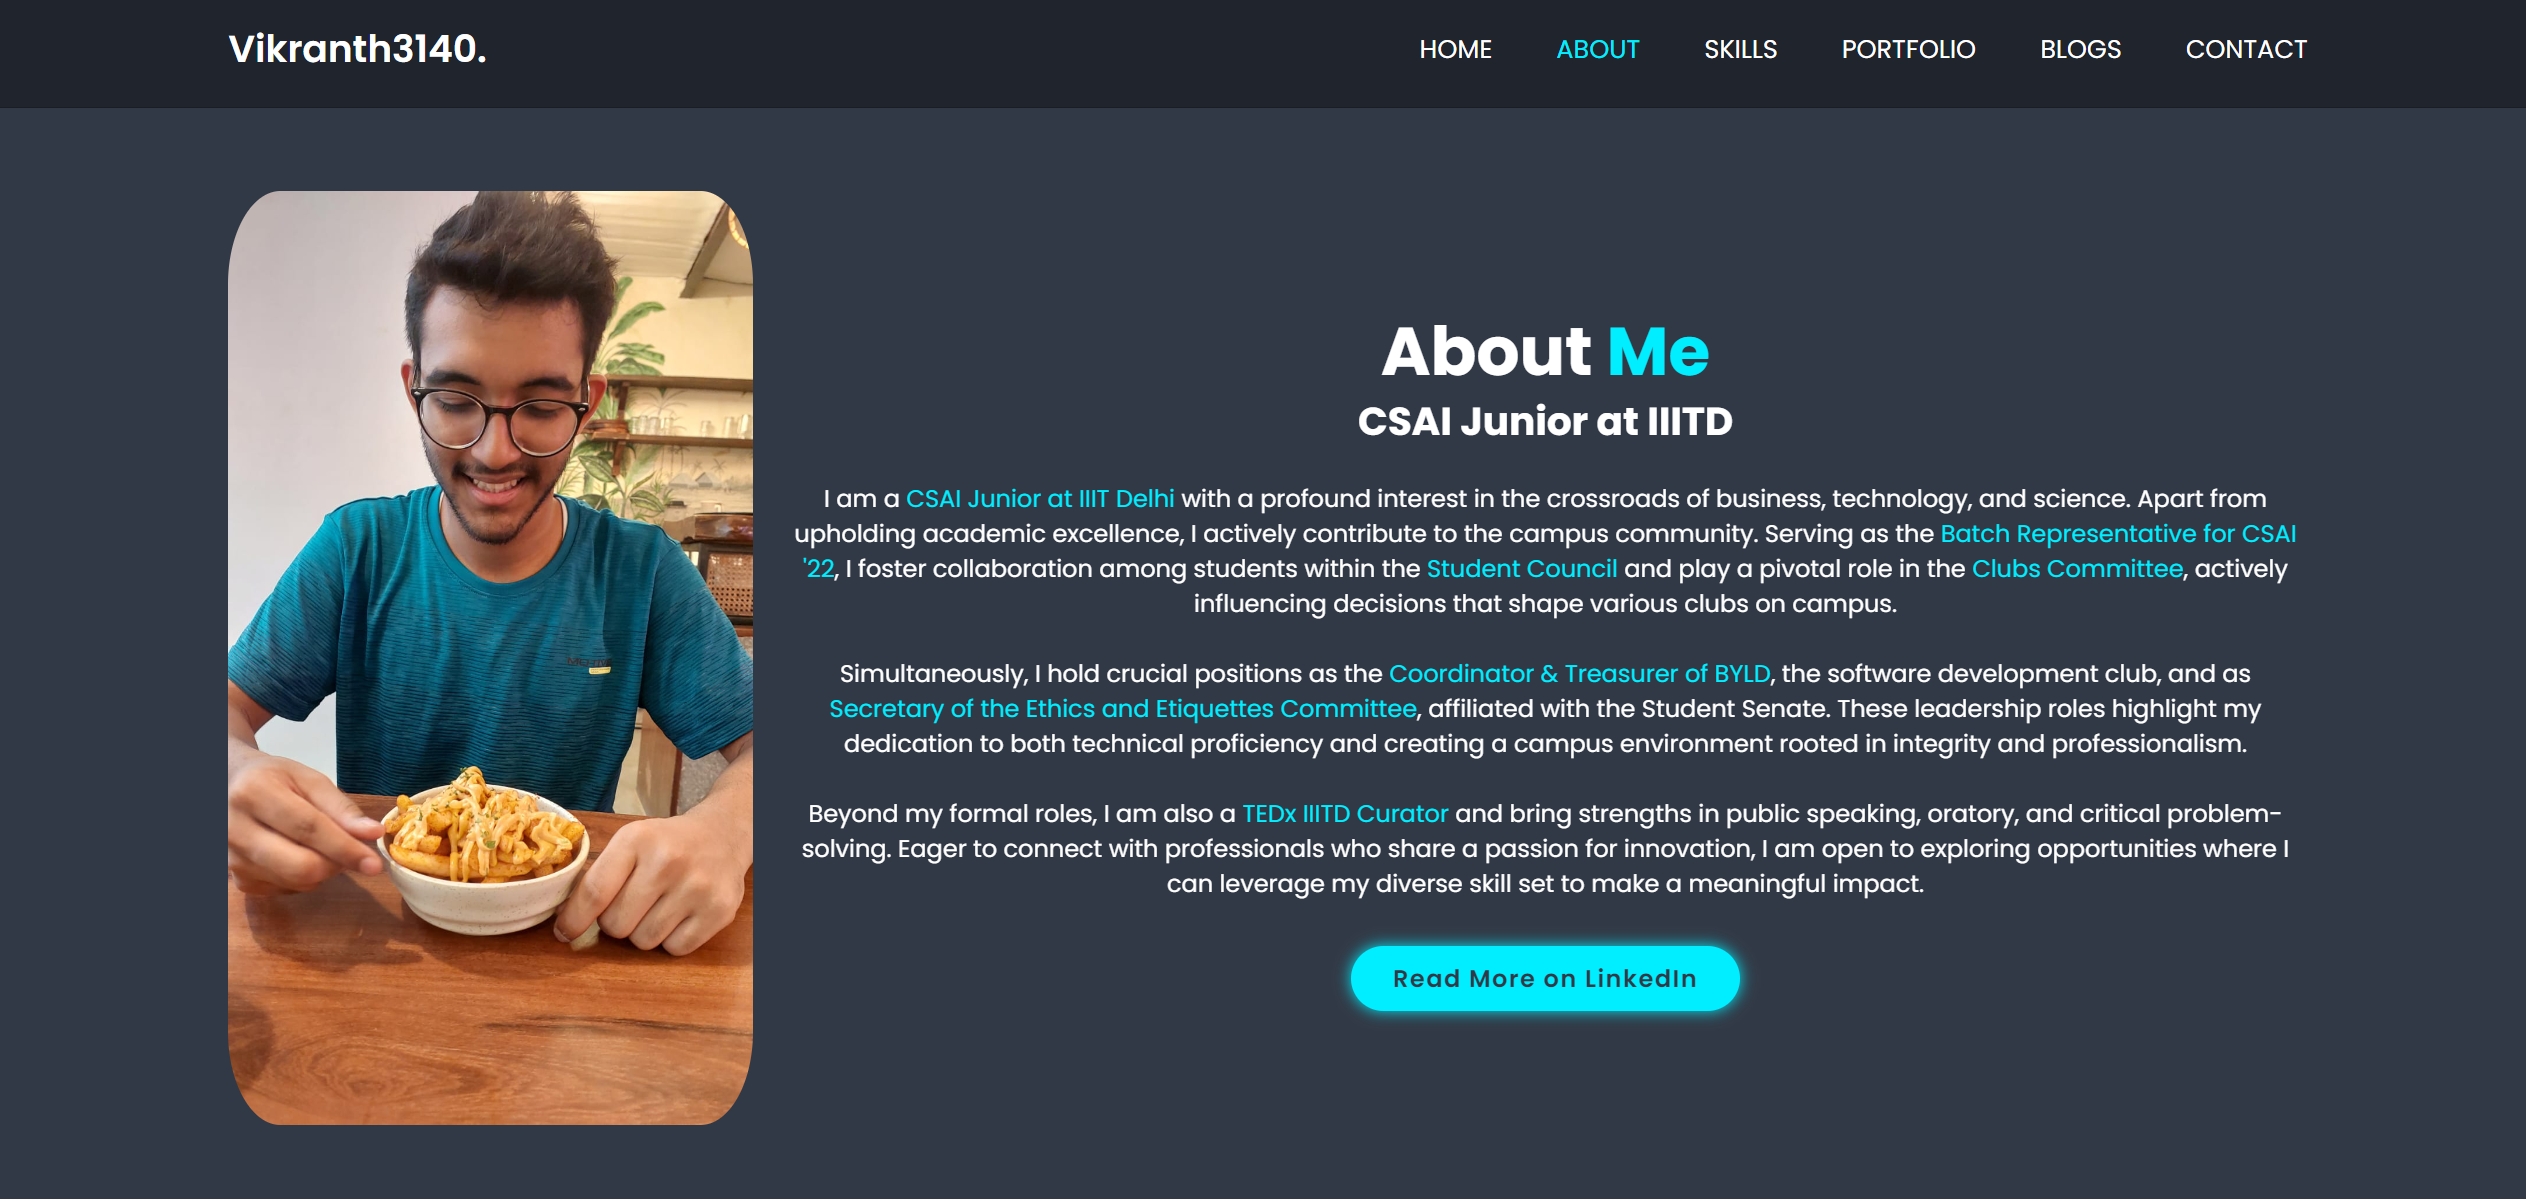 Vikranth3140.
HOME
ABOUT
SKILLS
PORTFOLIO
BLOGS
CONTACT
About Me
CSAI Junior at IIITD
I am a CSAI Junior at IIIT Delhi with a profound interest in the crossroads of business, technology, and science. Apart from
upholding academic excellence, I actively contribute to the campus community. Serving as the Batch Representative for CSAI
'22, I foster collaboration among students within the Student Council and play a pivotal role in the Clubs Committee, actively
influencing decisions that shape various clubs on campus.
Simultaneously, I hold crucial positions as the Coordinator & Treasurer of BYLD, the software development club, and as
Secretary of the Ethics and Etiquettes Committee, affiliated with the Student Senate. These leadership roles highlight my
dedication to both technical proficiency and creating a campus environment rooted in integrity and professionalism.
Beyond my formal roles, I am also a TEDx IIITD Curator and bring strengths in public speaking, oratory, and critical problem-
solving. Eager to connect with professionals who share a passion for innovation, I am open to exploring opportunities where I
can leverage my diverse skill set to make a meaningful impact.
Read More on LinkedIn